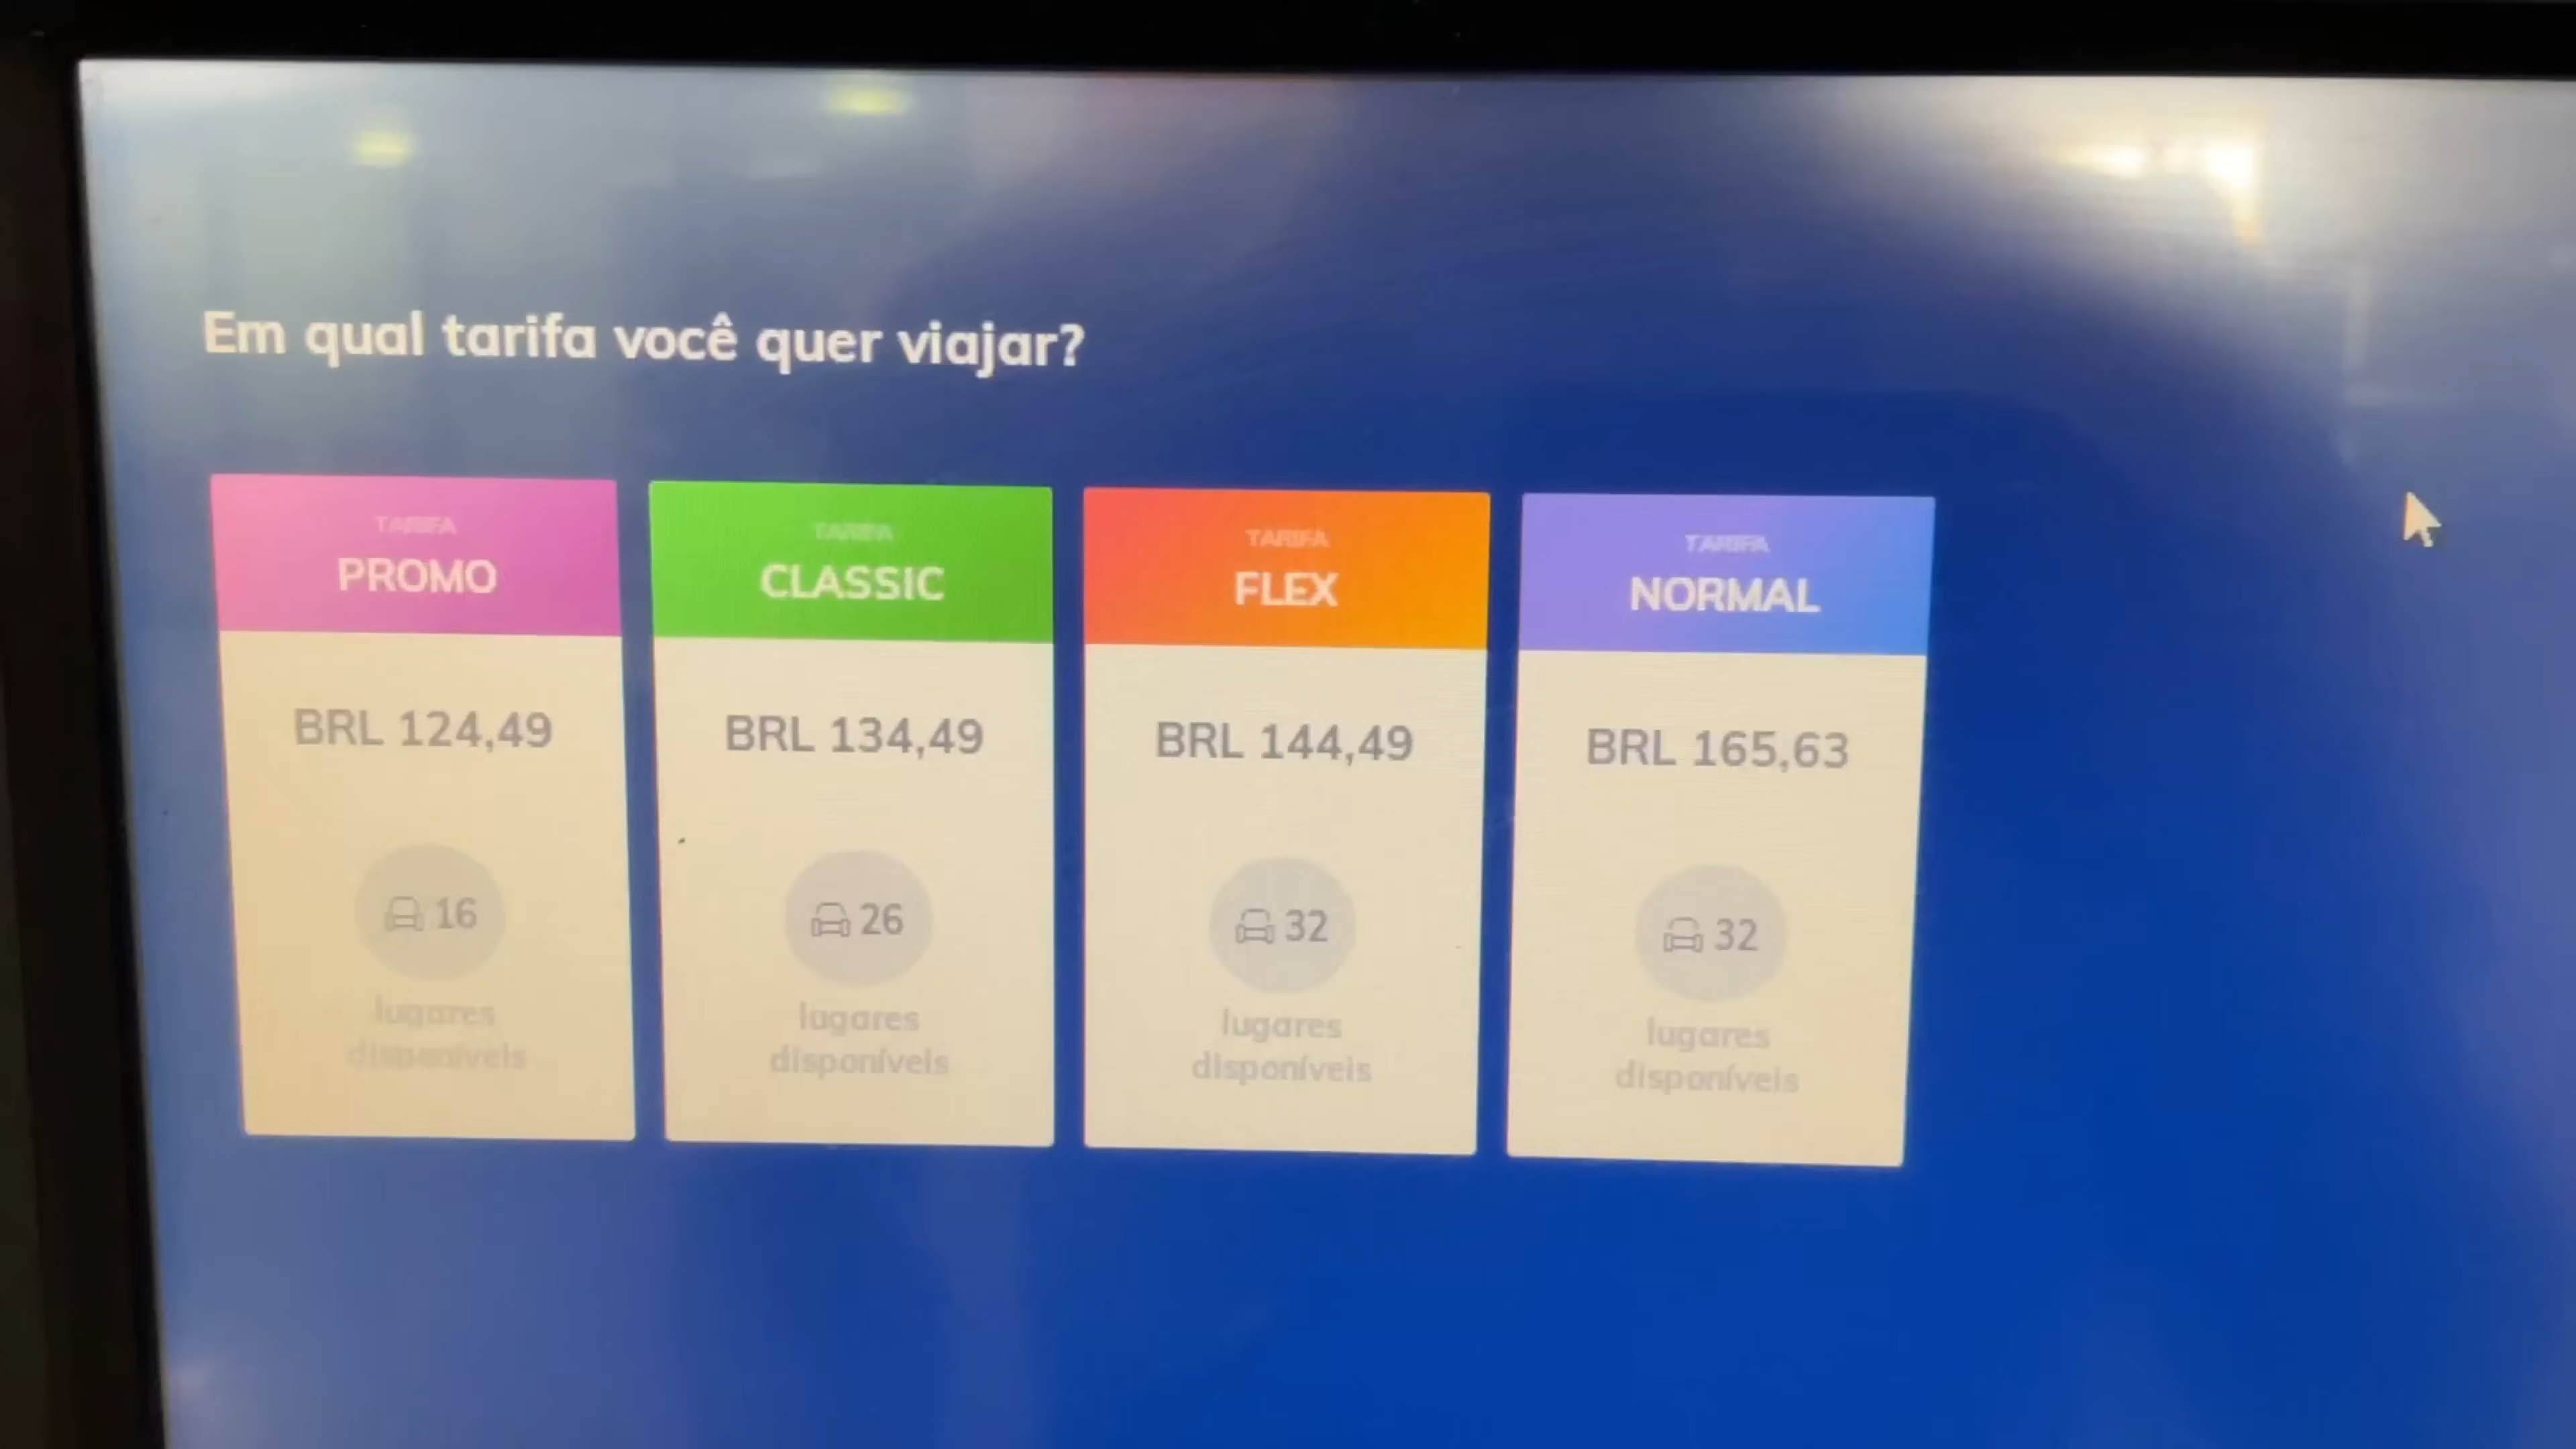 Em qual tarifa você quer viajar?
TARIFA
PROMO
BRL 124,49
16
lugares
disponíveis
TARIFA
CLASSIC
BRL 134,49
26
lugares
disponíveis
TARIFA
FLEX
BRL 144,49
32
lugares
disponíveis
TARIFA
NORMAL
BRL 165,63
32
lugares
disponíveis